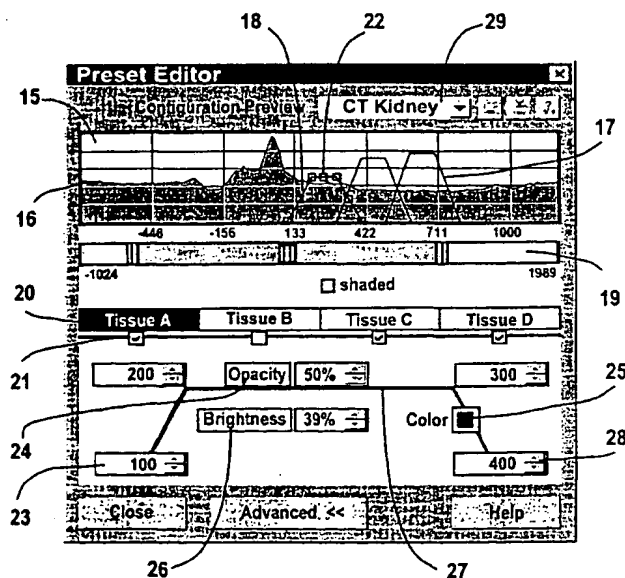 18 22 29
Preset Editor
15
Configuration Preview CT Kidney
17
16
-446 -156 133 422 711 1000
-1024 1989
19
shaded
20
Tissue A Tissue B Tissue C Tissue D
21
200 Opacity 50% 300
25
Brightness 39% Color
24
100 400
28
23
Close Advanced << Help
26 27